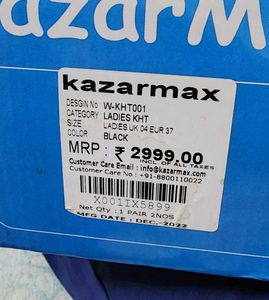 azarm
kazarmax
DESGIN No W-KHT001
CATEGORY LADIES KHT
SIZE LADIES UK 04 EUR 37
COLOR BLACK
MRP : ₹ 2999.00
INCL OF ALL TAXES
Customer Care Email : info@kazarmax.com
Customer Care No : +91-8800110022
X001IX5899
Net Qty : 1 PAIR 2NOS
MFG DATE : DEC.-2022